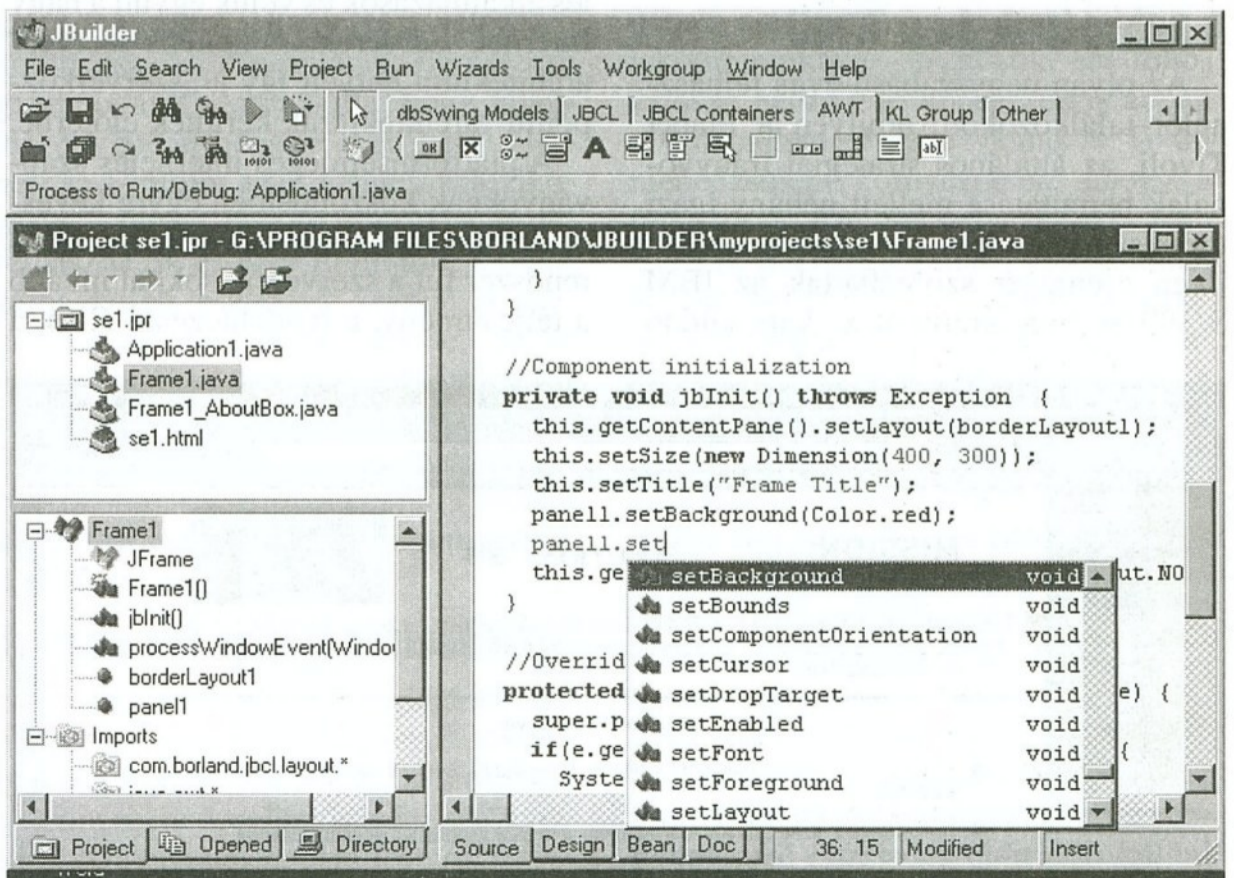 JBuilder
File Edit Search View Project Run Wizards Tools Workgroup Window Help
dbSwing Models JBCL JBCL Containers AWT KL Group Other
Process to Run/Debug: Application1.java
Project se1.jpr - G:\PROGRAM FILES\BORLAND\JBUILDER\myprojects\se1\Frame1.java
se1.jpr
Application1.java
Frame1.java
Frame1_AboutBox.java
se1.html
Frame1
JFrame
Frame1()
jbInit()
processWindowEvent(Windo
borderLayout1
panel1
Imports
com.borland.jbcl.layout.*
Project Opened Directory
}
}
//Component initialization
private void jbInit() throws Exception {
this.getContentPane().setLayout(borderLayout1);
this.setSize(new Dimension(400, 300));
this.setTitle("Frame Title");
panel1.setBackground(Color.red);
panel1.set
this.ge ut.NO
}
//Overrid
protected e) {
super.p
if(e.ge {
Syste
setBackground void
setBounds void
setComponentOrientation void
setCursor void
setDropTarget void
setEnabled void
setFont void
setForeground void
setLayout void
Source Design Bean Doc 36: 15 Modified Insert